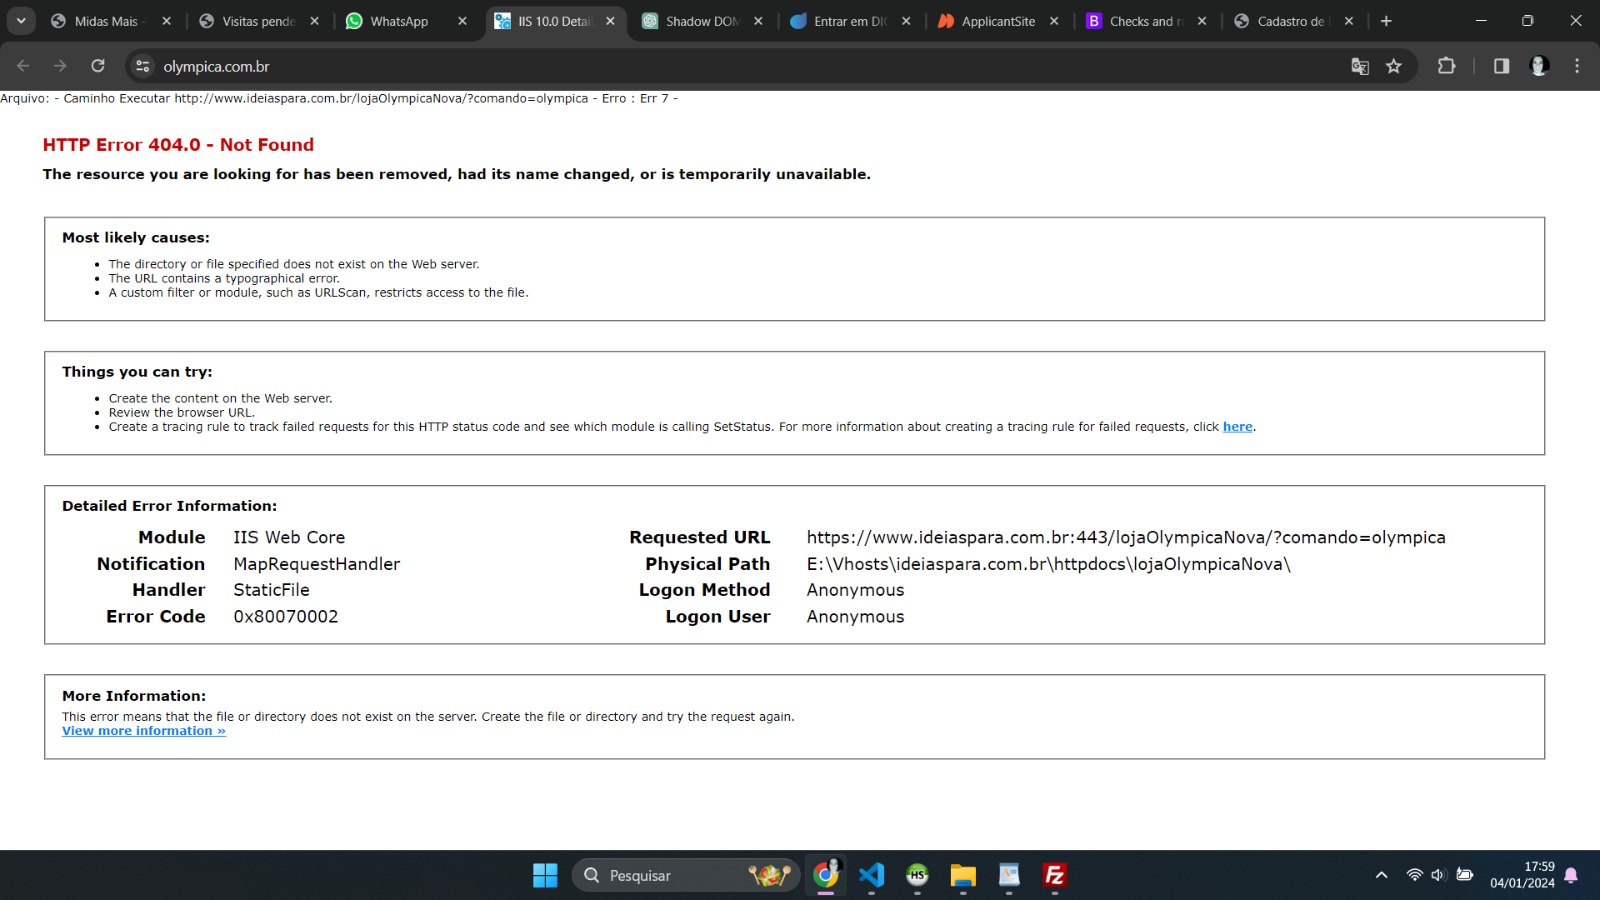 Midas Mais -
Visitas pende
WhatsApp
IIS 10.0 Detai
Shadow DOM
Entrar em DIG
ApplicantSite
Checks and ra
Cadastro de
olympica.com.br
Arquivo: - Caminho Executar http://www.ideiaspara.com.br/lojaOlympicaNova/?comando=olympica - Erro : Err 7 -
HTTP Error 404.0 - Not Found
The resource you are looking for has been removed, had its name changed, or is temporarily unavailable.
Most likely causes:
• The directory or file specified does not exist on the Web server.
• The URL contains a typographical error.
• A custom filter or module, such as URLScan, restricts access to the file.
Things you can try:
• Create the content on the Web server.
• Review the browser URL.
• Create a tracing rule to track failed requests for this HTTP status code and see which module is calling SetStatus. For more information about creating a tracing rule for failed requests, click here.
Detailed Error Information:
Module IIS Web Core Requested URL https://www.ideiaspara.com.br:443/lojaOlympicaNova/?comando=olympica
Notification MapRequestHandler Physical Path E:\Vhosts\ideiaspara.com.br\httpdocs\lojaOlympicaNova\
Handler StaticFile Logon Method Anonymous
Error Code 0x80070002 Logon User Anonymous
More Information:
This error means that the file or directory does not exist on the server. Create the file or directory and try the request again.
View more information »
Pesquisar
17:59
04/01/2024